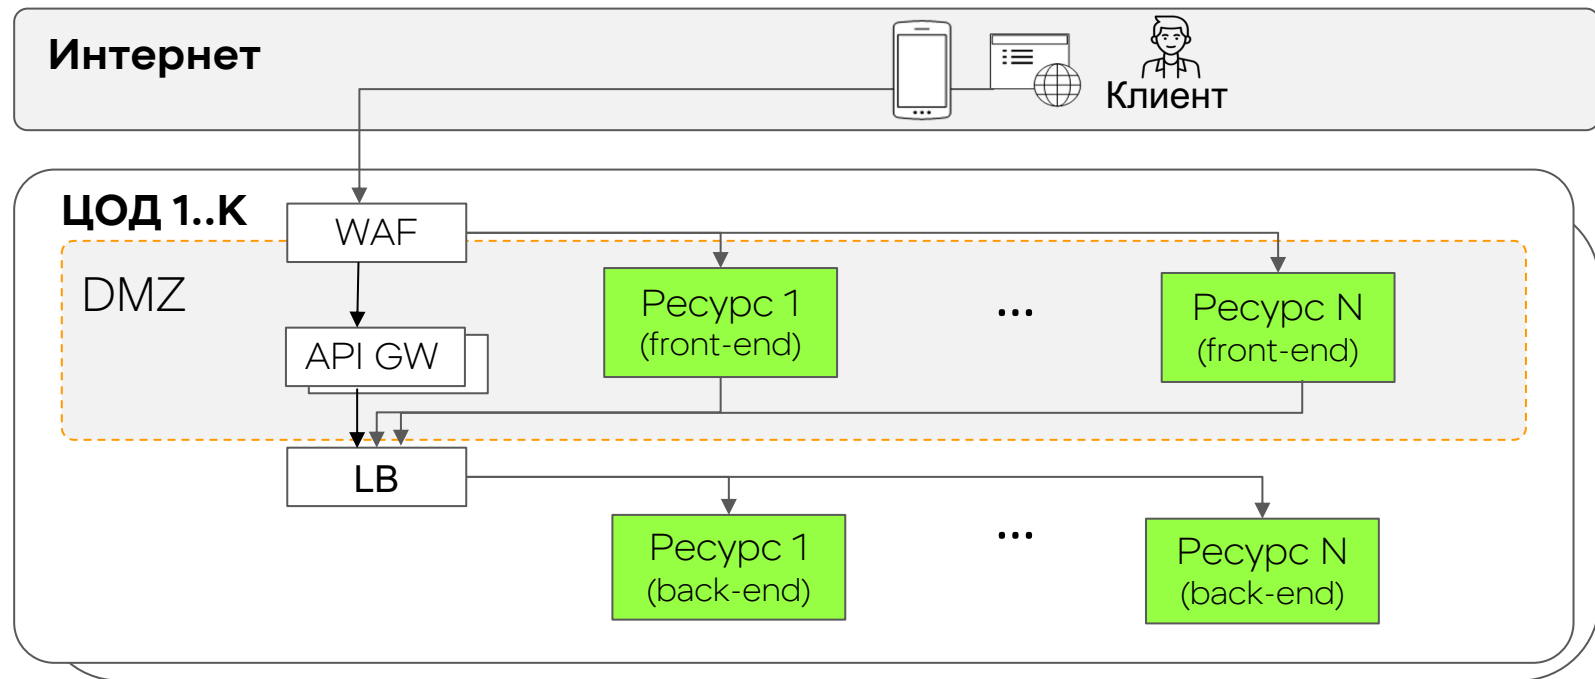 Интернет
Клиент
ЦОД 1..К
WAF
DMZ
Ресурс 1
(front-end)
...
Ресурс N
(front-end)
API GW
LB
Ресурс 1
(back-end)
...
Ресурс N
(back-end)